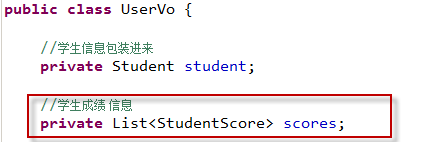 public class UserVo {
//学生信息包装进来
private Student student;
//学生成绩信息
private List<StudentScore> scores;